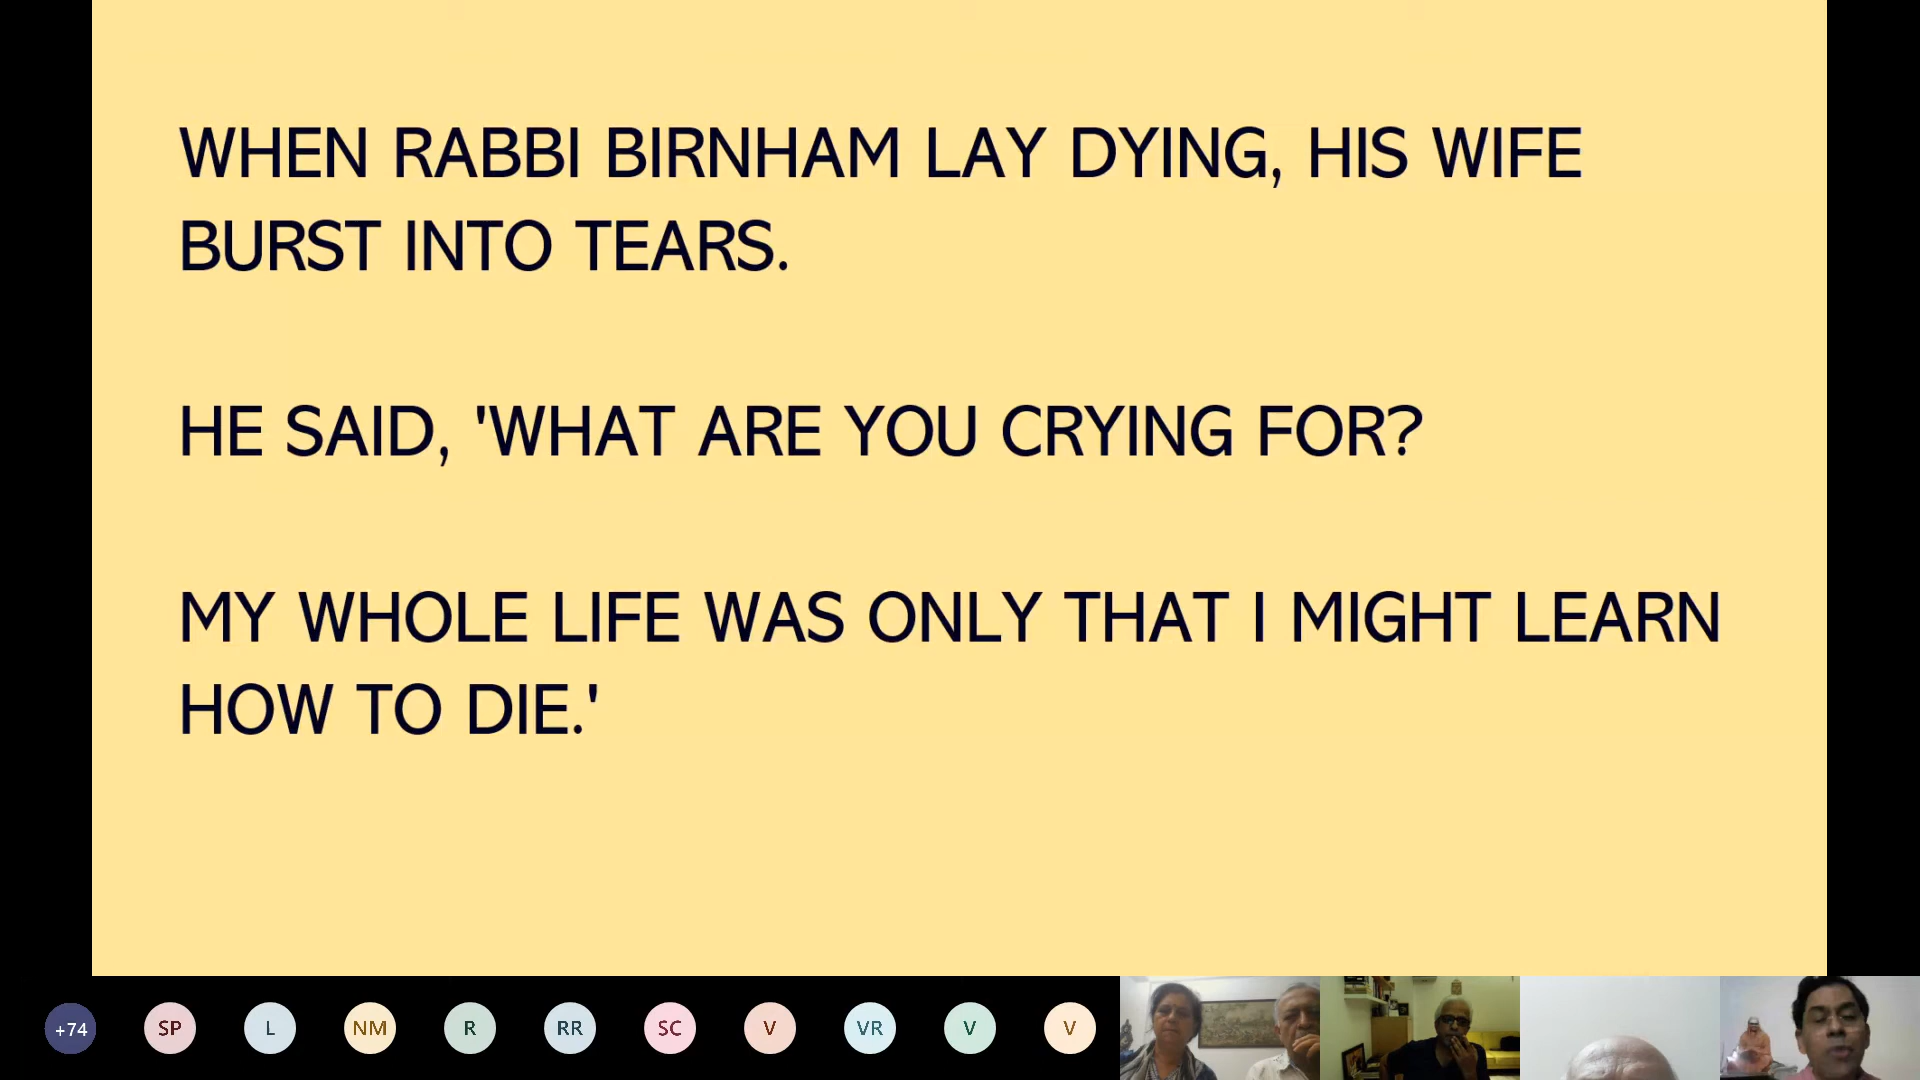 WHEN RABBI BIRNHAM LAY DYING, HIS WIFE
BURST INTO TEARS.
HE SAID, 'WHAT ARE YOU CRYING FOR?
MY WHOLE LIFE WAS ONLY THAT I MIGHT LEARN
HOW TO DIE.'
+74 SP L NM R RR SC V VR V V